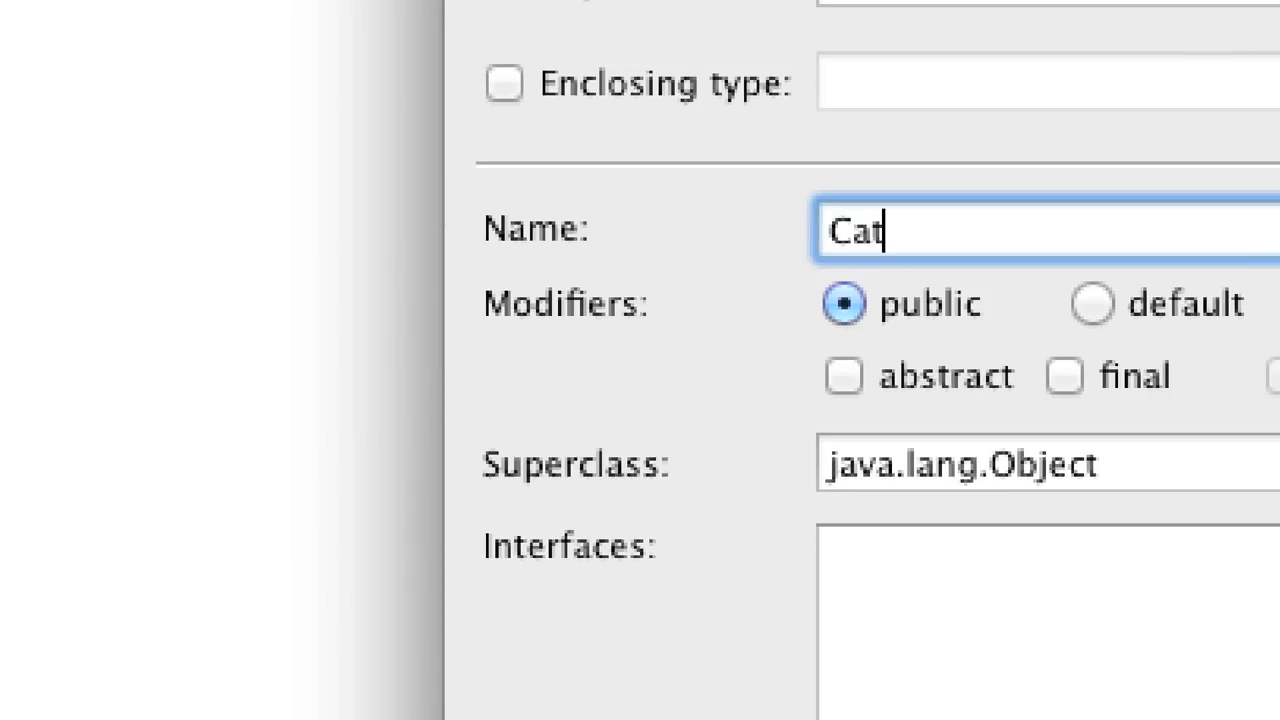 Enclosing type:
Name: Cat
Modifiers: public default
abstract final
Superclass: java.lang.Object
Interfaces: